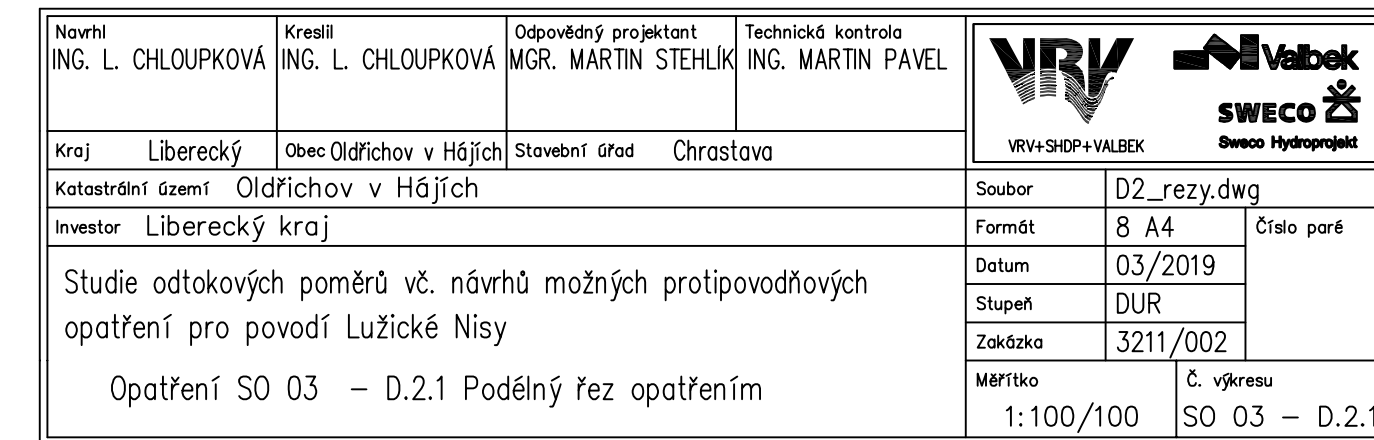 Navrhl Kreslil Odpovědný projektant Technická kontrola
ING. L. CHLOUPKOVÁ ING. L. CHLOUPKOVÁ MGR. MARTIN STEHLÍK ING. MARTIN PAVEL
VRV Valbek
SWECO
VRV+SHDP+VALBEK Sweco Hydroprojekt
Kraj Liberecký Obec Oldřichov v Hájích Stavební úřad Chrastava
Katastrální území Oldřichov v Hájích
Investor Liberecký kraj
Studie odtokových poměrů vč. návrhů možných protipovodňových
opatření pro povodí Lužické Nisy
Opatření SO 03 – D.2.1 Podélný řez opatřením
Soubor D2_rezy.dwg
Formát 8 A4 Číslo paré
Datum 03/2019
Stupeň DUR
Zakázka 3211/002
Měřítko Č. výkresu
1:100/100 SO 03 – D.2.1